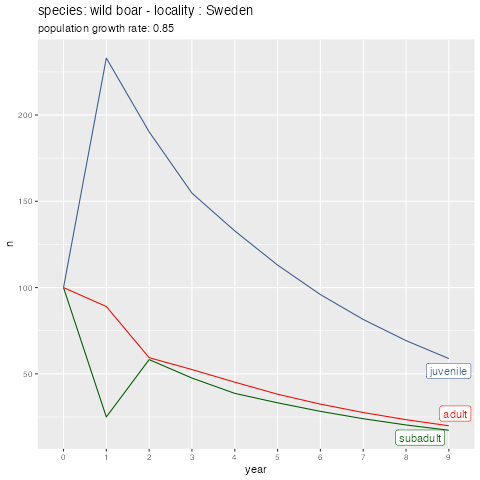 species: wild boar - locality : Sweden
population growth rate: 0.85
n
200
150
100
50
juvenile
adult
subadult
0 1 2 3 4 5 6 7 8 9
year